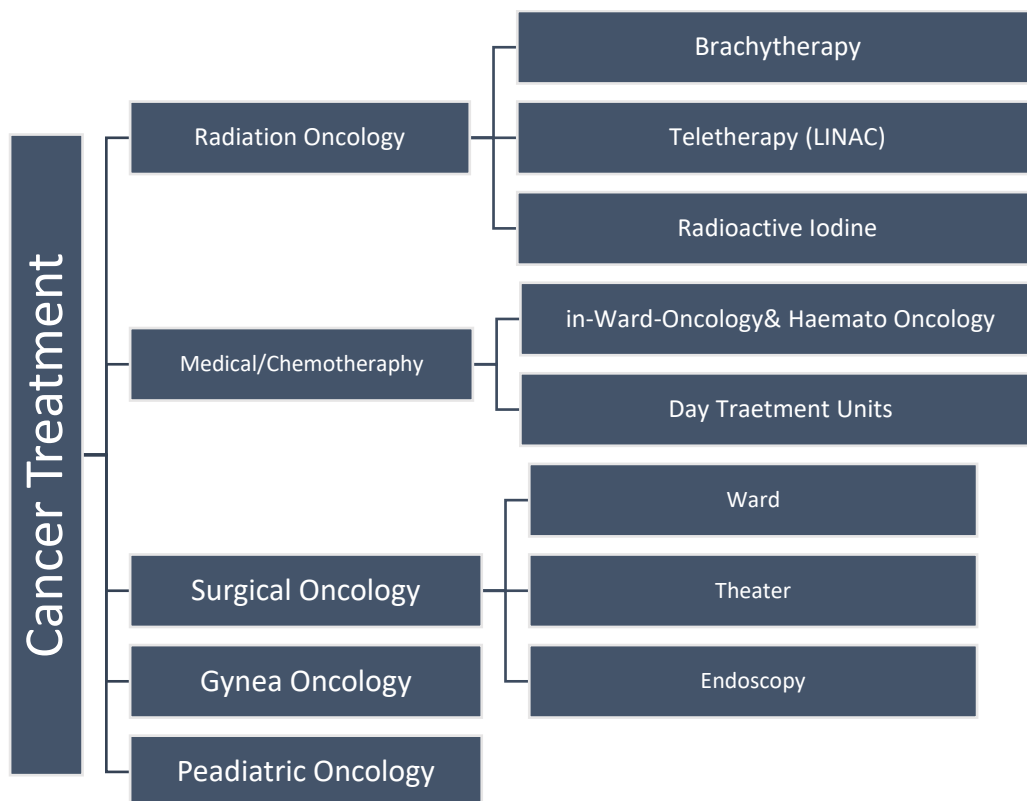 Cancer Treatment
Radiation Oncology
Brachytherapy
Teletherapy (LINAC)
Radioactive Iodine
Medical/Chemotheraphy
in-Ward-Oncology& Haemato Oncology
Day Traetment Units
Surgical Oncology
Ward
Theater
Endoscopy
Gynea Oncology
Peadiatric Oncology